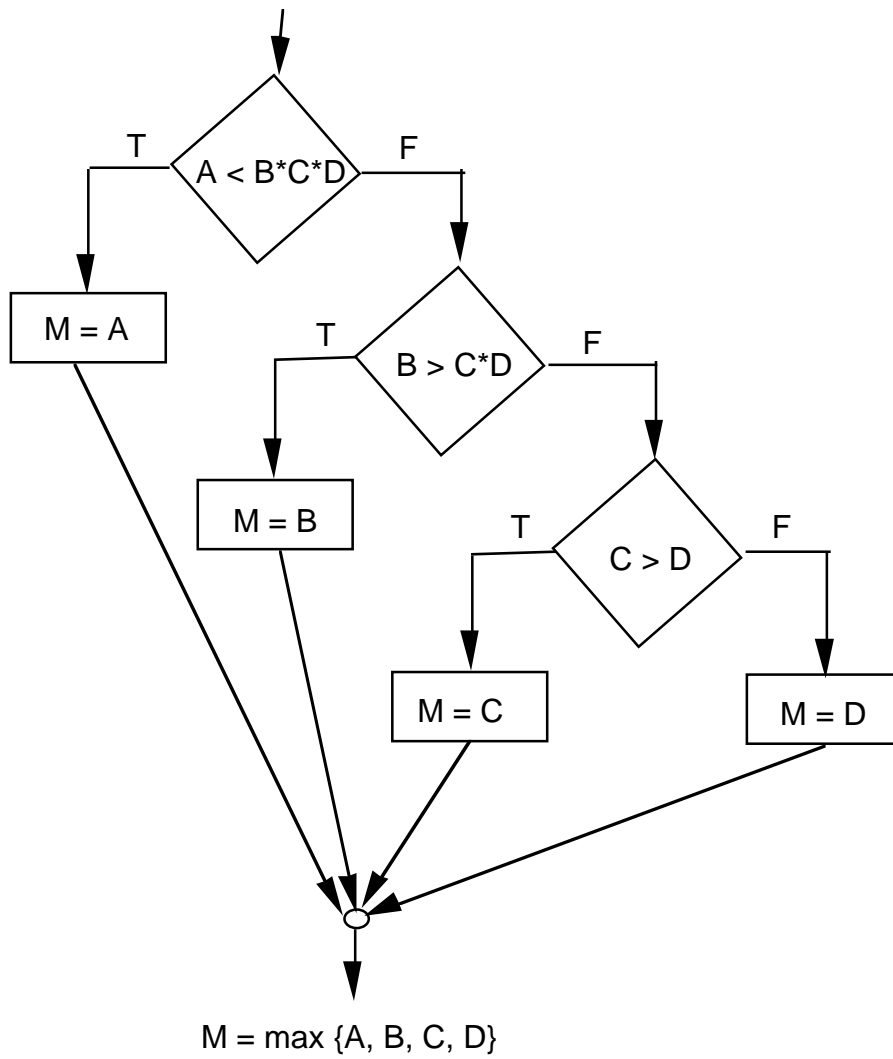 T
A < B*C*D
F
M = A
T
B > C*D
F
M = B
T
C > D
F
M = C
M = D
M = max {A, B, C, D}